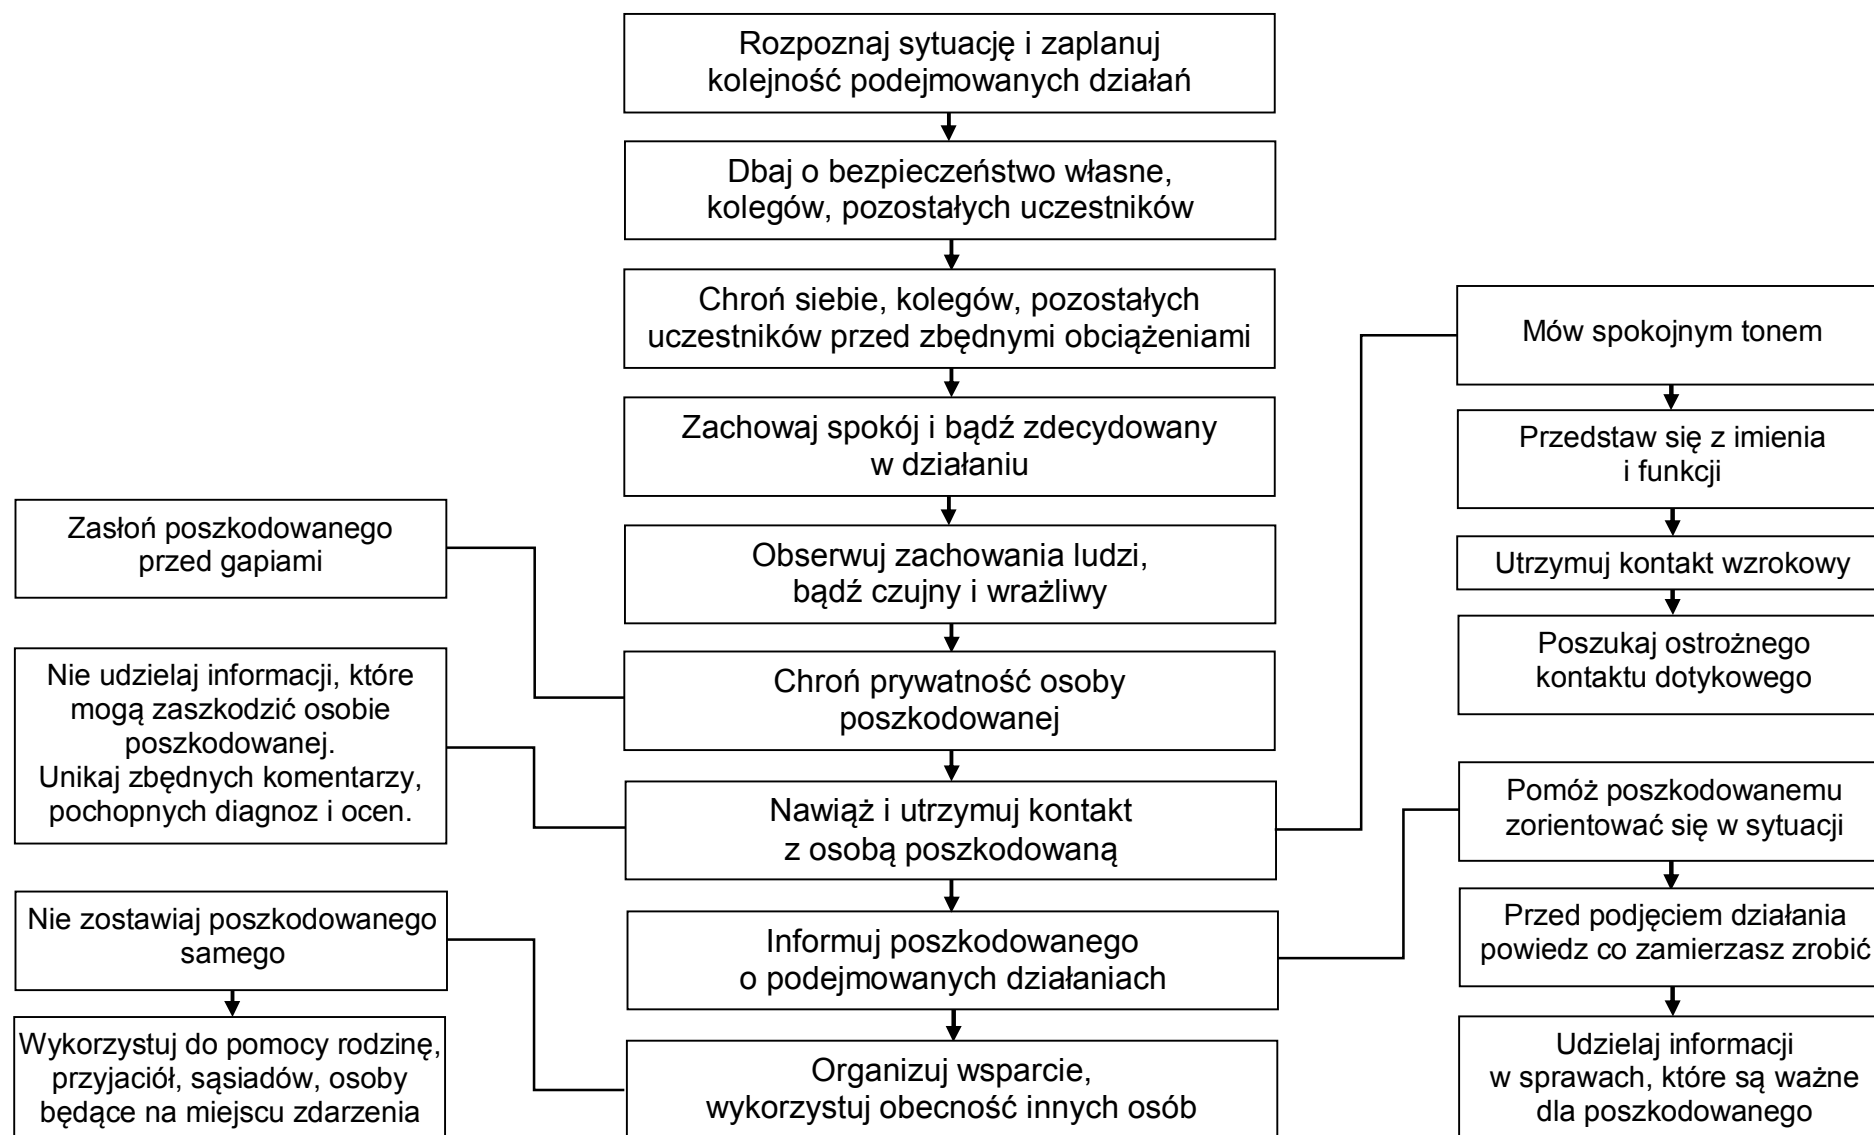 Rozpoznaj sytuację i zaplanuj
kolejność podejmowanych działań
Dbaj o bezpieczeństwo własne,
kolegów, pozostałych uczestników
Chroń siebie, kolegów, pozostałych
uczestników przed zbędnymi obciążeniami
Zachowaj spokój i bądź zdecydowany
w działaniu
Obserwuj zachowania ludzi,
bądź czujny i wrażliwy
Chroń prywatność osoby
poszkodowanej
Nawiąż i utrzymuj kontakt
z osobą poszkodowaną
Informuj poszkodowanego
o podejmowanych działaniach
Organizuj wsparcie,
wykorzystuj obecność innych osób
Zasłoń poszkodowanego
przed gapiami
Nie udzielaj informacji, które
mogą zaszkodzić osobie
poszkodowanej.
Unikaj zbędnych komentarzy,
pochopnych diagnoz i ocen.
Nie zostawiaj poszkodowanego
samego
Wykorzystuj do pomocy rodzinę,
przyjaciół, sąsiadów, osoby
będące na miejscu zdarzenia
Mów spokojnym tonem
Przedstaw się z imienia
i funkcji
Utrzymuj kontakt wzrokowy
Poszukaj ostrożnego
kontaktu dotykowego
Pomóż poszkodowanemu
zorientować się w sytuacji
Przed podjęciem działania
powiedz co zamierzasz zrobić
Udzielaj informacji
w sprawach, które są ważne
dla poszkodowanego